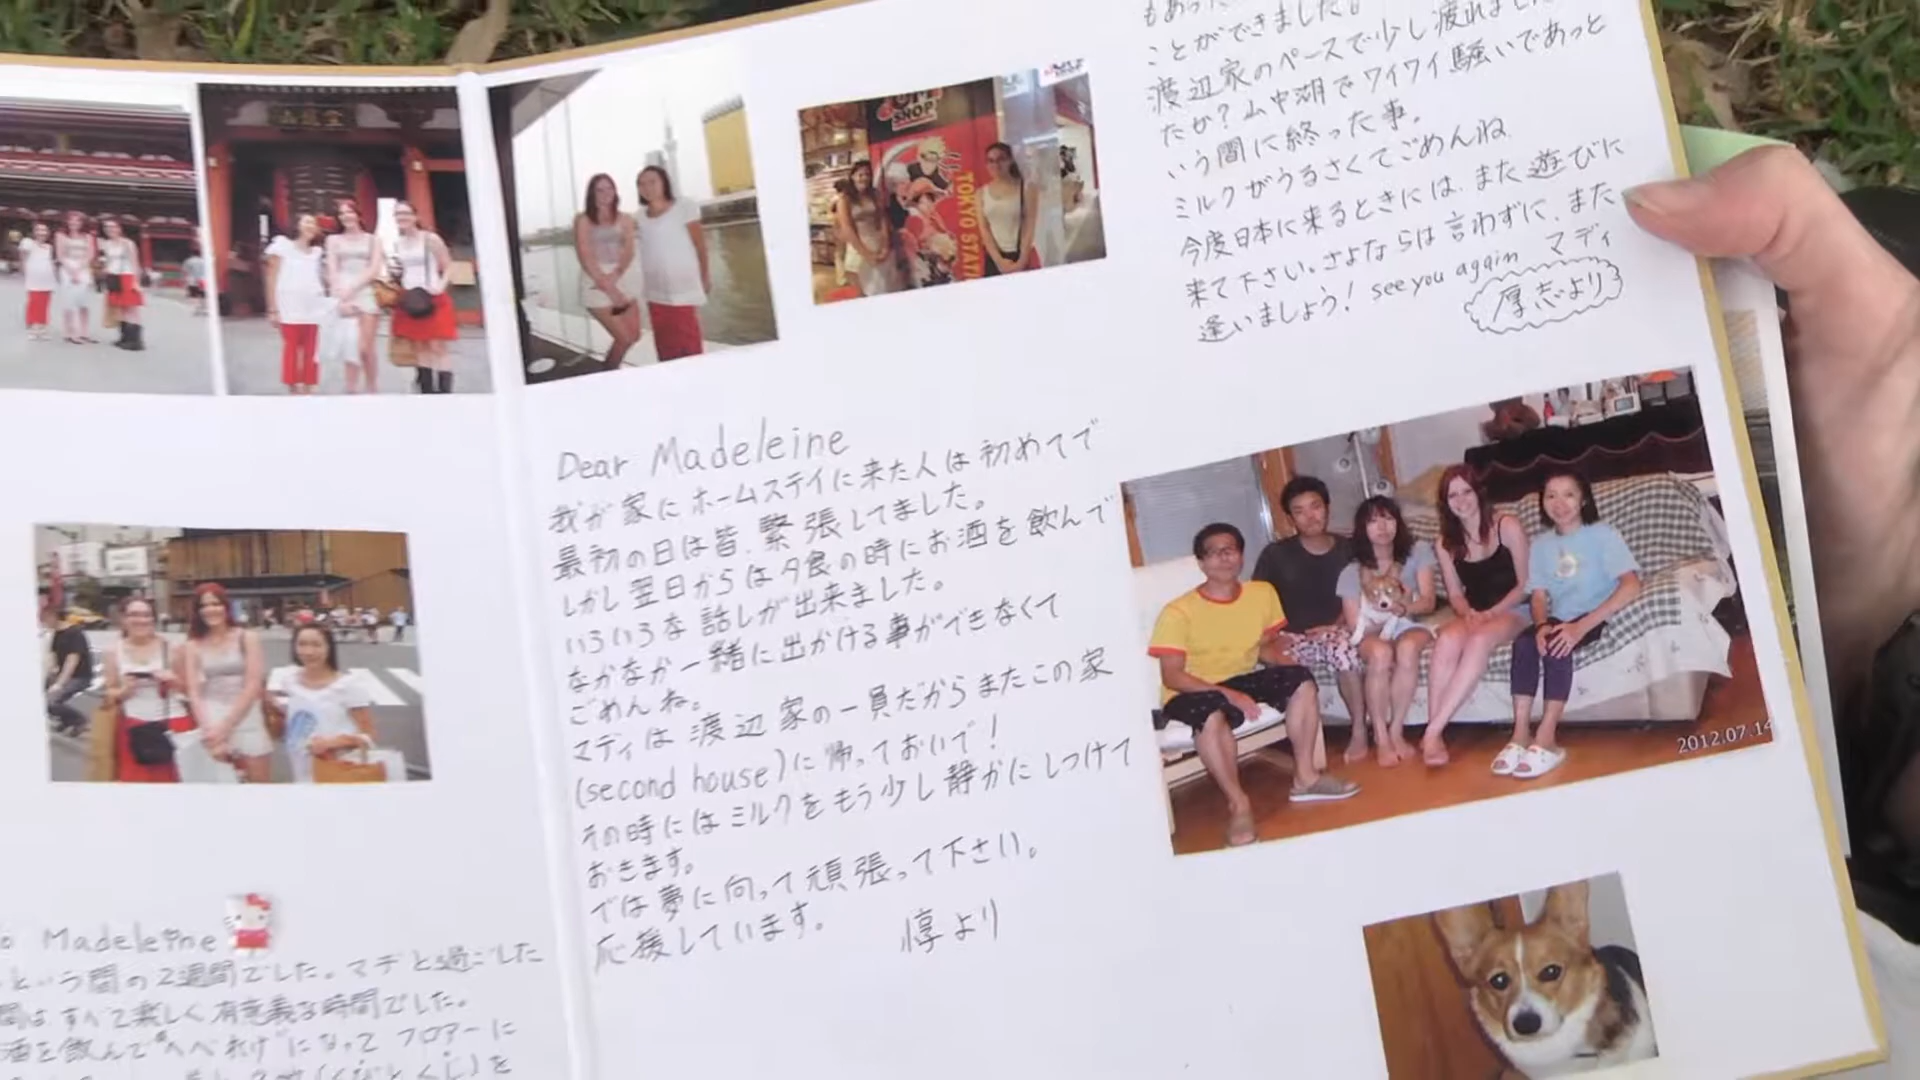 もあった
ことができました。
渡辺家のペースで少し疲れました
たか?山中湖でワイワイ騒いであっと
いう間に終った事。
ミルクがうるさくてごめんね
今度日本に来るときには、また遊びに
来て下さい。さよならは言わずに、また
逢いましょう! see you again マディ
厚志より
SHOP
TOKYO STAT
Dear Madeleine
我が家にホームステイに来た人は初めてで
最初の日は皆、緊張してました。
しかし翌日からは夕食の時にお酒を飲んで
いろいろな話しが出来ました。
なかなか一緒に出かける事ができなくて
ごめんね。
マディは渡辺家の一員だからまたこの家
(second house)に帰っておいで!
その時にはミルクをもう少し静かにしつけて
おきます。
では夢に向って頑張って下さい。
応援しています。 惇より
2012.07.14
Madeleine
という間の2週間でした。マデと過ごした
間はすべて楽しく有意義な時間でした。
酒を飲んで"へべれけ"になって フロアーに